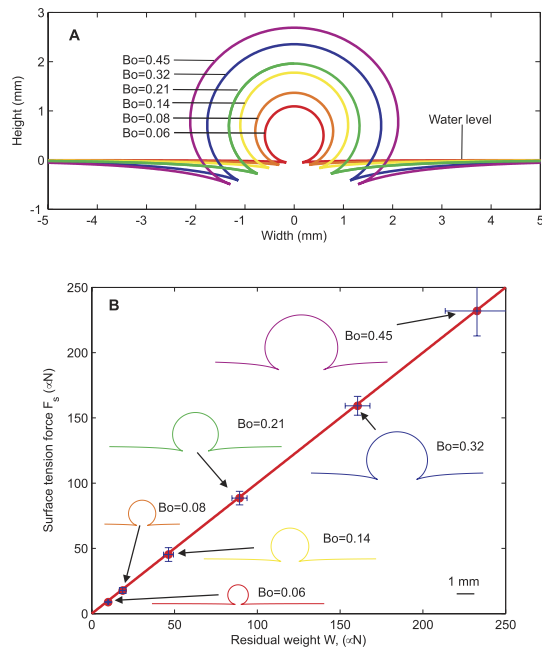 3
2
1
0
-1
Height (mm)
A
Bo=0.45
Bo=0.32
Bo=0.21
Bo=0.14
Bo=0.08
Bo=0.06
Water level
-5 -4 -3 -2 -1 0 1 2 3 4 5
Width (mm)
250
200
150
100
50
0
Surface tension force Fs (∝N)
B
Bo=0.45
Bo=0.21
Bo=0.32
Bo=0.08
Bo=0.14
Bo=0.06
1 mm
0 50 100 150 200 250
Residual weight W, (∝N)